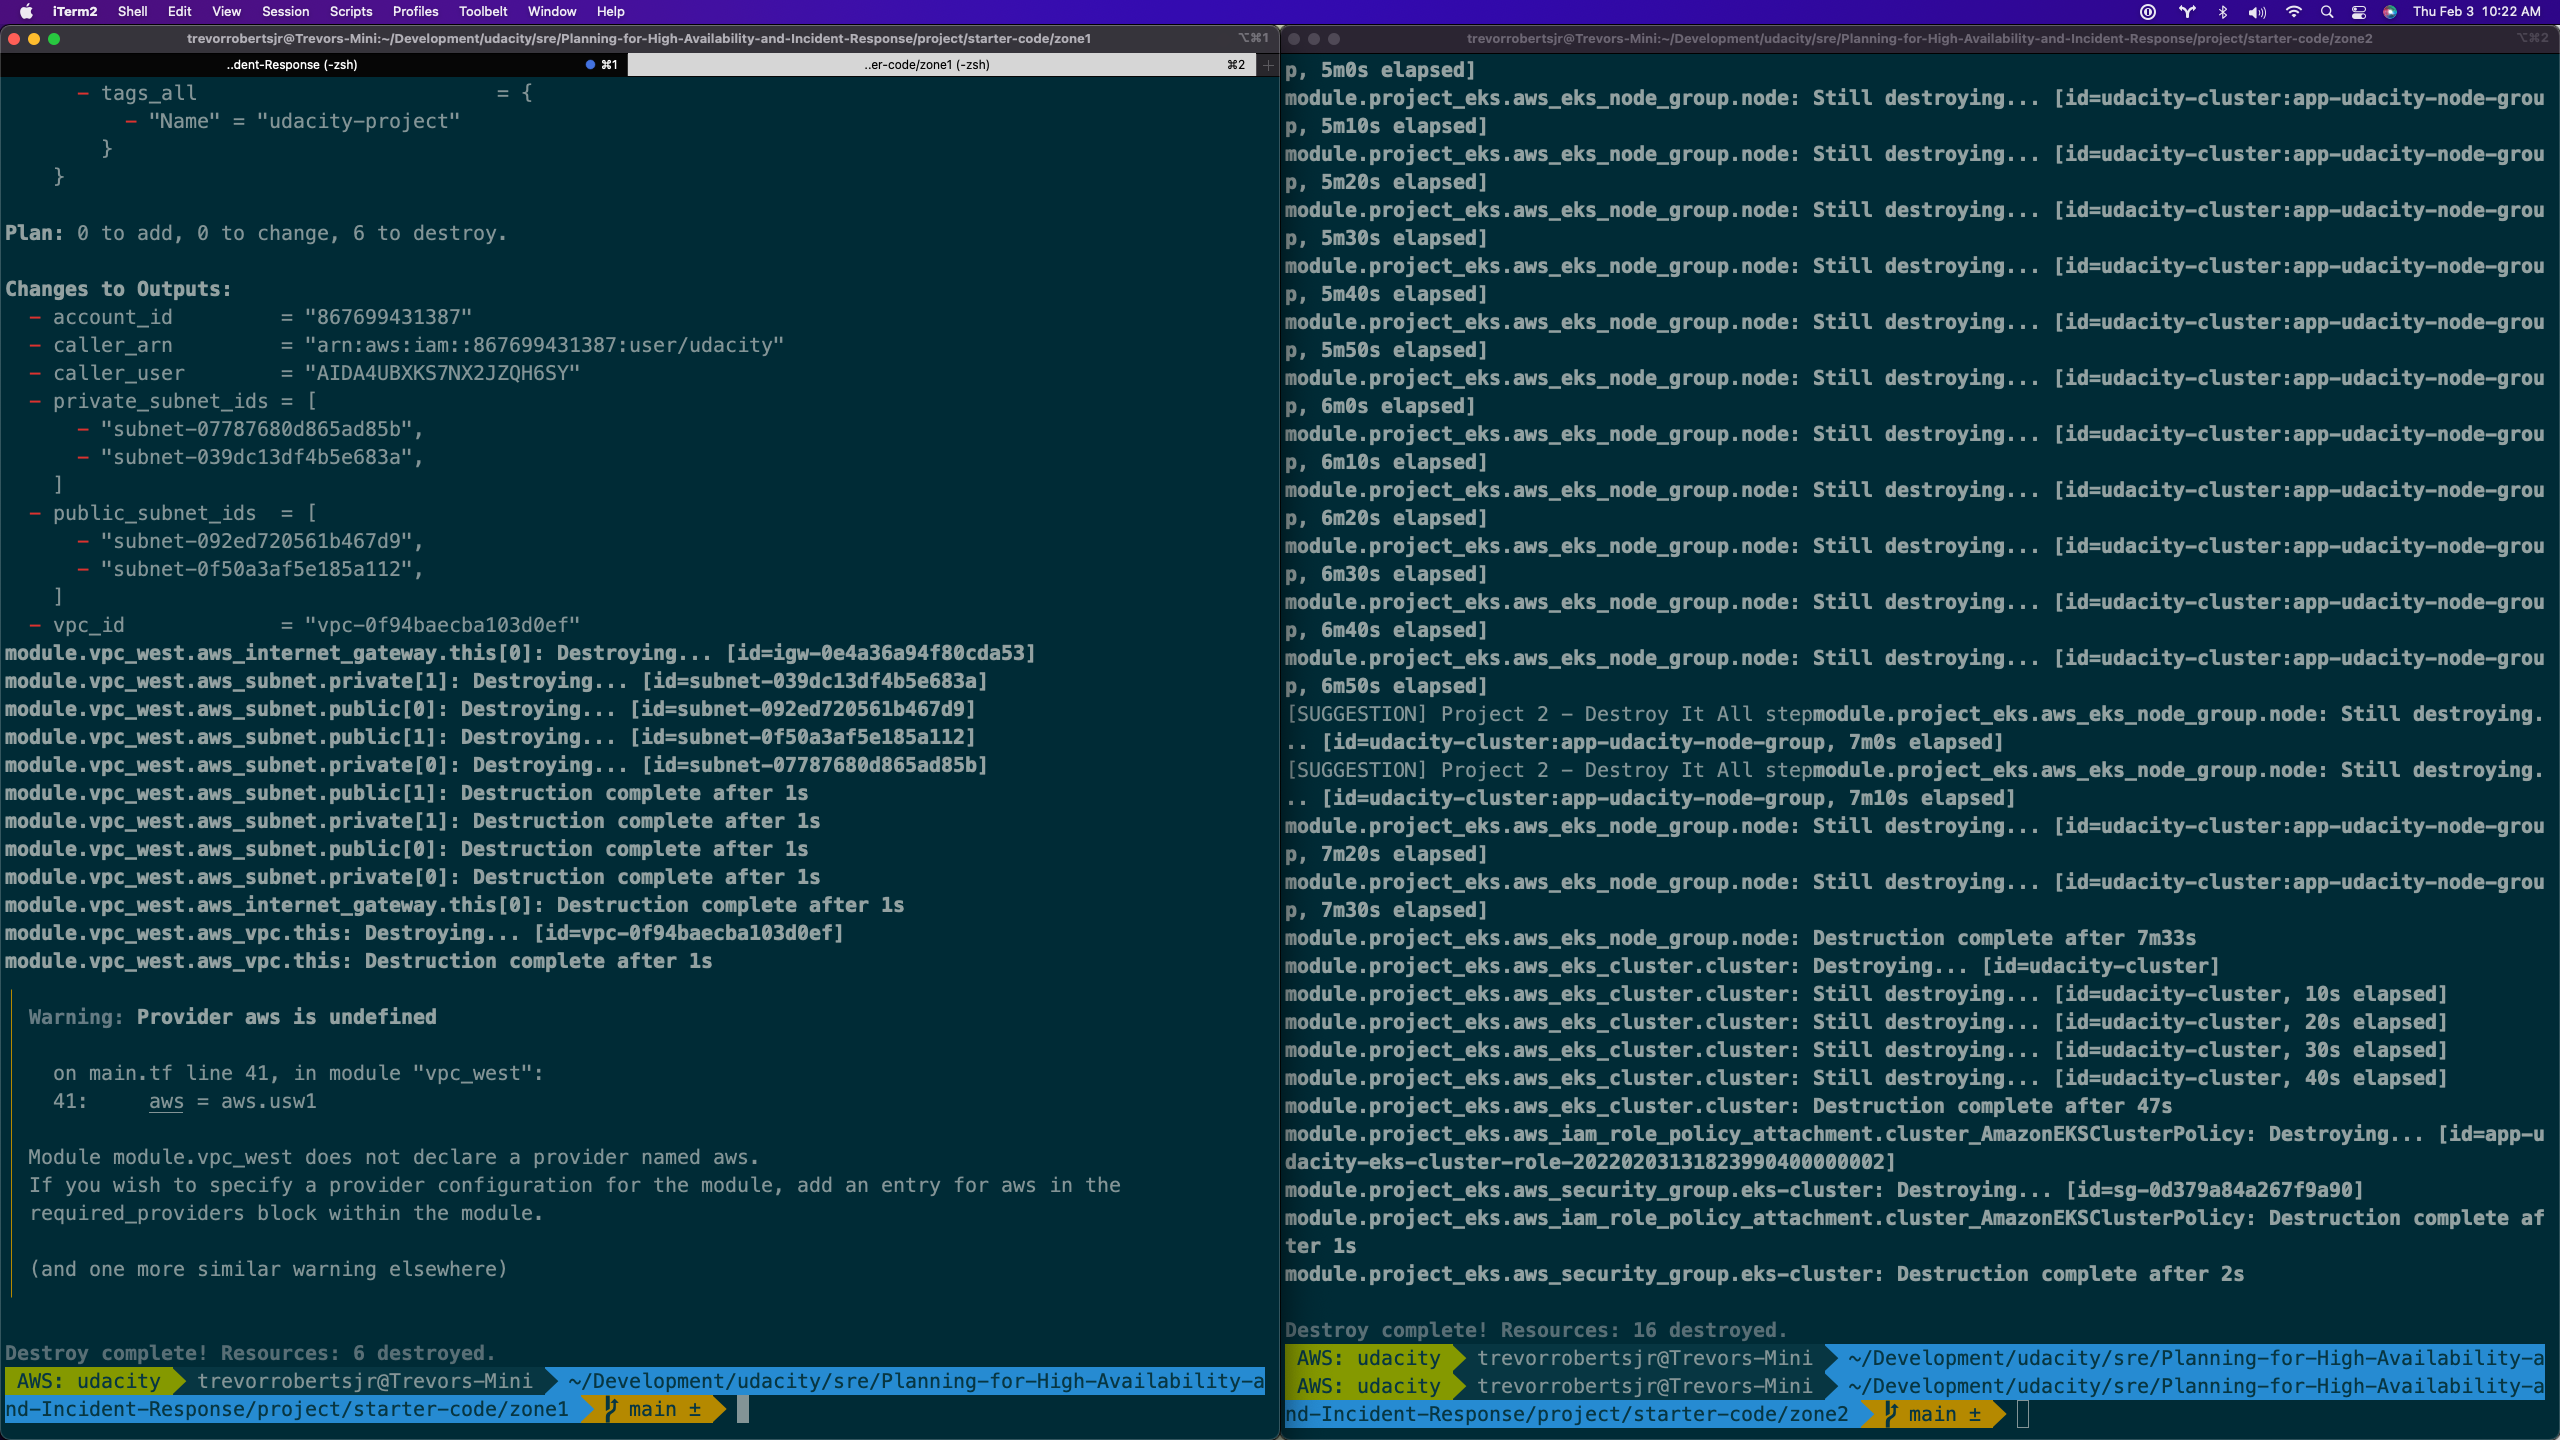 iTerm2 Shell Edit View Session Scripts Profiles Toolbelt Window Help Thu Feb 3 10:22 AM
trevorrobertsjr@Trevors-Mini:~/Development/udacity/sre/Planning-for-High-Availability-and-Incident-Response/project/starter-code/zone1 ⌥⌘1
..dent-Response (-zsh) ⌘1 ..er-code/zone1 (-zsh) ⌘2 +
- tags_all = {
- "Name" = "udacity-project"
}
}
Plan: 0 to add, 0 to change, 6 to destroy.
Changes to Outputs:
- account_id = "867699431387"
- caller_arn = "arn:aws:iam::867699431387:user/udacity"
- caller_user = "AIDA4UBXKS7NX2JZQH6SY"
- private_subnet_ids = [
- "subnet-07787680d865ad85b",
- "subnet-039dc13df4b5e683a",
]
- public_subnet_ids = [
- "subnet-092ed720561b467d9",
- "subnet-0f50a3af5e185a112",
]
- vpc_id = "vpc-0f94baecba103d0ef"
module.vpc_west.aws_internet_gateway.this[0]: Destroying... [id=igw-0e4a36a94f80cda53]
module.vpc_west.aws_subnet.private[1]: Destroying... [id=subnet-039dc13df4b5e683a]
module.vpc_west.aws_subnet.public[0]: Destroying... [id=subnet-092ed720561b467d9]
module.vpc_west.aws_subnet.public[1]: Destroying... [id=subnet-0f50a3af5e185a112]
module.vpc_west.aws_subnet.private[0]: Destroying... [id=subnet-07787680d865ad85b]
module.vpc_west.aws_subnet.public[1]: Destruction complete after 1s
module.vpc_west.aws_subnet.private[1]: Destruction complete after 1s
module.vpc_west.aws_subnet.public[0]: Destruction complete after 1s
module.vpc_west.aws_subnet.private[0]: Destruction complete after 1s
module.vpc_west.aws_internet_gateway.this[0]: Destruction complete after 1s
module.vpc_west.aws_vpc.this: Destroying... [id=vpc-0f94baecba103d0ef]
module.vpc_west.aws_vpc.this: Destruction complete after 1s
Warning: Provider aws is undefined
on main.tf line 41, in module "vpc_west":
41: aws = aws.usw1
Module module.vpc_west does not declare a provider named aws.
If you wish to specify a provider configuration for the module, add an entry for aws in the
required_providers block within the module.
(and one more similar warning elsewhere)
Destroy complete! Resources: 6 destroyed.
AWS: udacity trevorrobertsjr@Trevors-Mini ~/Development/udacity/sre/Planning-for-High-Availability-a
nd-Incident-Response/project/starter-code/zone1 main ±
trevorrobertsjr@Trevors-Mini:~/Development/udacity/sre/Planning-for-High-Availability-and-Incident-Response/project/starter-code/zone2 ⌥⌘2
p, 5m0s elapsed]
module.project_eks.aws_eks_node_group.node: Still destroying... [id=udacity-cluster:app-udacity-node-grou
p, 5m10s elapsed]
module.project_eks.aws_eks_node_group.node: Still destroying... [id=udacity-cluster:app-udacity-node-grou
p, 5m20s elapsed]
module.project_eks.aws_eks_node_group.node: Still destroying... [id=udacity-cluster:app-udacity-node-grou
p, 5m30s elapsed]
module.project_eks.aws_eks_node_group.node: Still destroying... [id=udacity-cluster:app-udacity-node-grou
p, 5m40s elapsed]
module.project_eks.aws_eks_node_group.node: Still destroying... [id=udacity-cluster:app-udacity-node-grou
p, 5m50s elapsed]
module.project_eks.aws_eks_node_group.node: Still destroying... [id=udacity-cluster:app-udacity-node-grou
p, 6m0s elapsed]
module.project_eks.aws_eks_node_group.node: Still destroying... [id=udacity-cluster:app-udacity-node-grou
p, 6m10s elapsed]
module.project_eks.aws_eks_node_group.node: Still destroying... [id=udacity-cluster:app-udacity-node-grou
p, 6m20s elapsed]
module.project_eks.aws_eks_node_group.node: Still destroying... [id=udacity-cluster:app-udacity-node-grou
p, 6m30s elapsed]
module.project_eks.aws_eks_node_group.node: Still destroying... [id=udacity-cluster:app-udacity-node-grou
p, 6m40s elapsed]
module.project_eks.aws_eks_node_group.node: Still destroying... [id=udacity-cluster:app-udacity-node-grou
p, 6m50s elapsed]
[SUGGESTION] Project 2 - Destroy It All stepmodule.project_eks.aws_eks_node_group.node: Still destroying.
.. [id=udacity-cluster:app-udacity-node-group, 7m0s elapsed]
[SUGGESTION] Project 2 - Destroy It All stepmodule.project_eks.aws_eks_node_group.node: Still destroying.
.. [id=udacity-cluster:app-udacity-node-group, 7m10s elapsed]
module.project_eks.aws_eks_node_group.node: Still destroying... [id=udacity-cluster:app-udacity-node-grou
p, 7m20s elapsed]
module.project_eks.aws_eks_node_group.node: Still destroying... [id=udacity-cluster:app-udacity-node-grou
p, 7m30s elapsed]
module.project_eks.aws_eks_node_group.node: Destruction complete after 7m33s
module.project_eks.aws_eks_cluster.cluster: Destroying... [id=udacity-cluster]
module.project_eks.aws_eks_cluster.cluster: Still destroying... [id=udacity-cluster, 10s elapsed]
module.project_eks.aws_eks_cluster.cluster: Still destroying... [id=udacity-cluster, 20s elapsed]
module.project_eks.aws_eks_cluster.cluster: Still destroying... [id=udacity-cluster, 30s elapsed]
module.project_eks.aws_eks_cluster.cluster: Still destroying... [id=udacity-cluster, 40s elapsed]
module.project_eks.aws_eks_cluster.cluster: Destruction complete after 47s
module.project_eks.aws_iam_role_policy_attachment.cluster_AmazonEKSClusterPolicy: Destroying... [id=app-u
dacity-eks-cluster-role-20220203131823990400000002]
module.project_eks.aws_security_group.eks-cluster: Destroying... [id=sg-0d379a84a267f9a90]
module.project_eks.aws_iam_role_policy_attachment.cluster_AmazonEKSClusterPolicy: Destruction complete af
ter 1s
module.project_eks.aws_security_group.eks-cluster: Destruction complete after 2s
Destroy complete! Resources: 16 destroyed.
AWS: udacity trevorrobertsjr@Trevors-Mini ~/Development/udacity/sre/Planning-for-High-Availability-a
AWS: udacity trevorrobertsjr@Trevors-Mini ~/Development/udacity/sre/Planning-for-High-Availability-a
nd-Incident-Response/project/starter-code/zone2 main ±